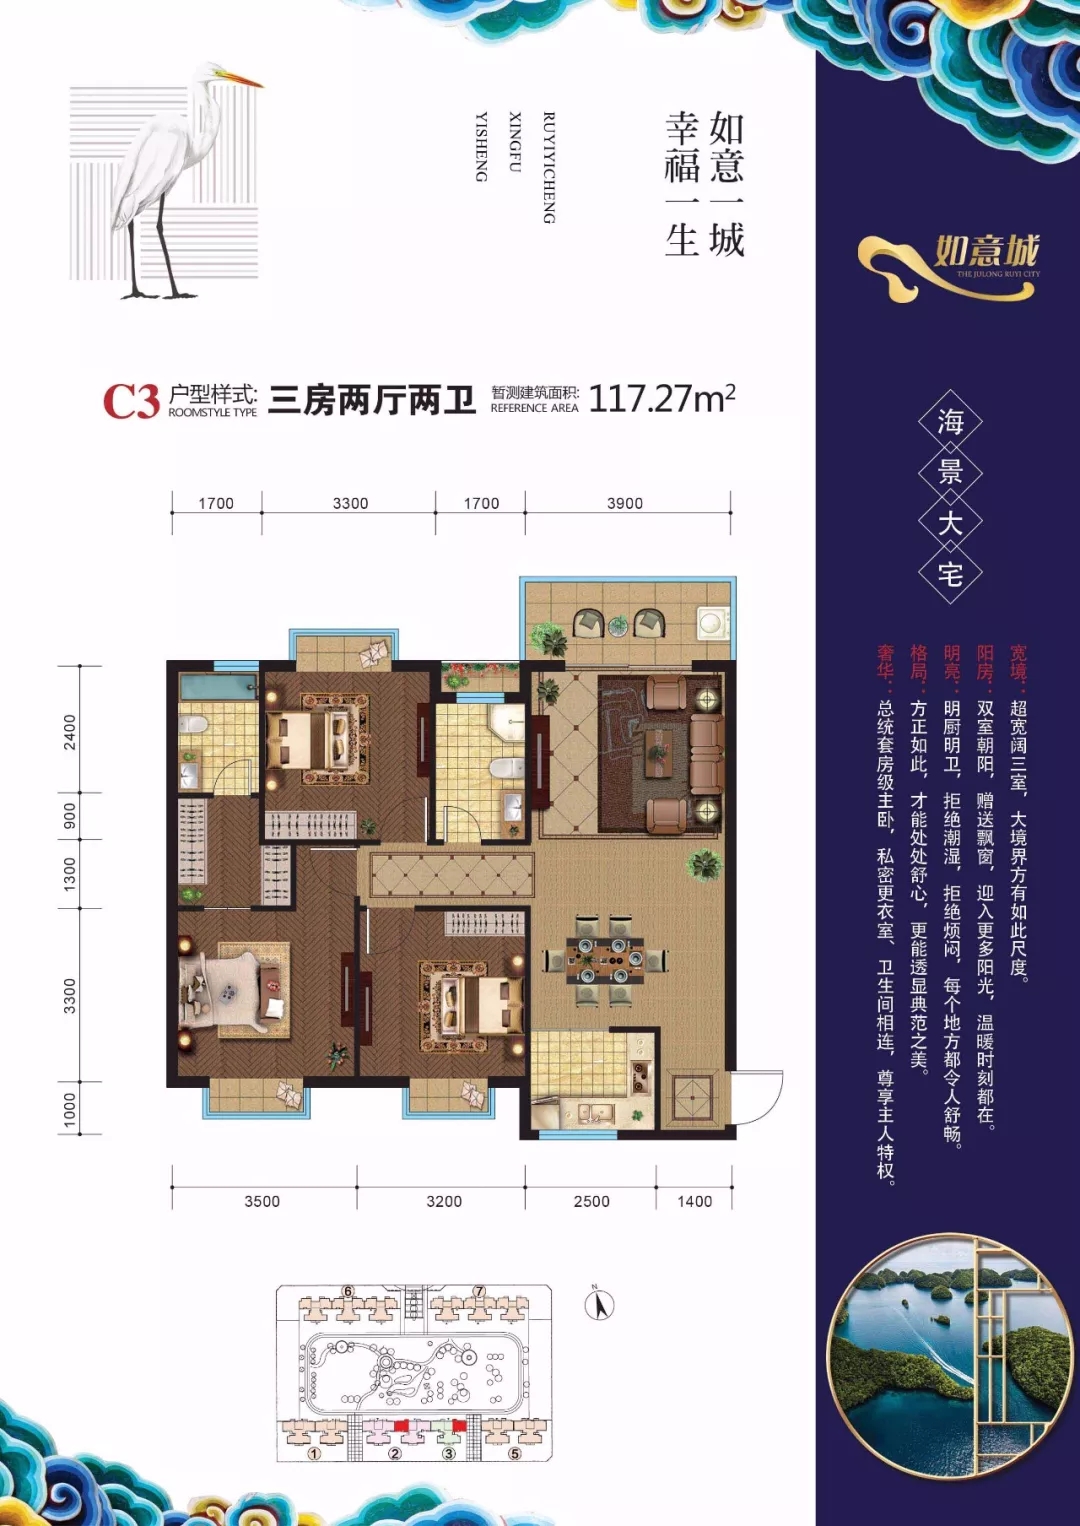 如意一城
幸福一生
RUYIYICHENG
XINGFU
YISHENG
如意城
THE JULONG RUYI CITY
C3 户型样式: 三房两厅两卫 暂测建筑面积: 117.27m²
ROOMSTYLE TYPE REFERENCE AREA
海景大宅
宽境：超宽阔三室，大境界方有如此尺度。
阳房：双室朝阳，赠送飘窗，迎入更多阳光，温暖时刻都在。
明亮：明厨明卫，拒绝潮湿，拒绝烦闷，每个地方都令人舒畅。
格局：方正如此，才能处处舒心，更能透显典范之美。
奢华：总统套房级主卧，私密更衣室、卫生间相连，尊享主人特权。
1700 3300 1700 3900
2400
900
1300
3300
1000
3500 3200 2500 1400
6 7
N
1 2 3 5